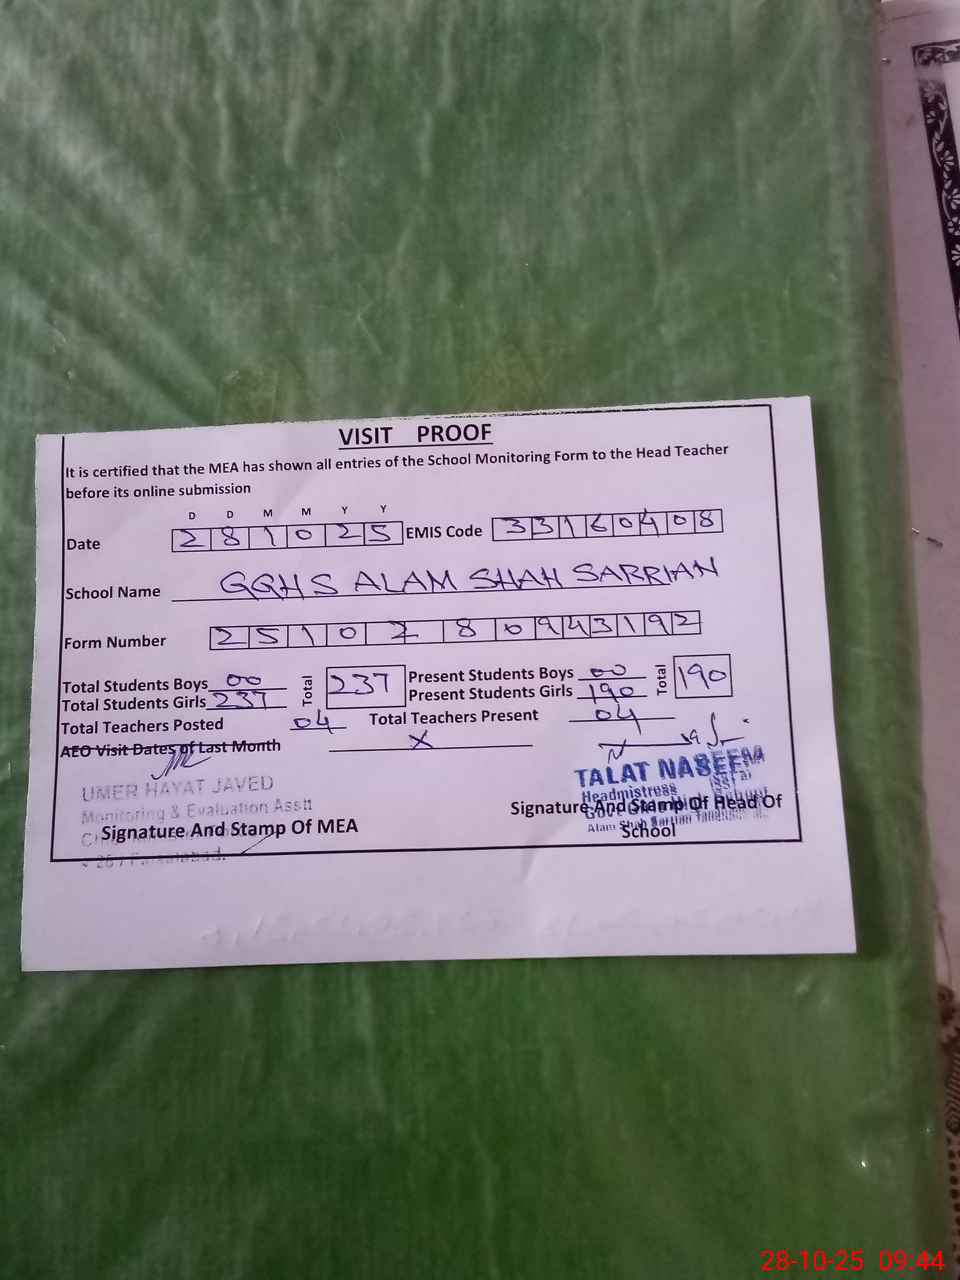 VISIT PROOF
It is certified that the MEA has shown all entries of the School Monitoring Form to the Head Teacher
before its online submission
D D M M Y Y
Date 2 8 1 0 2 5 EMIS Code 3 3 1 6 0 4 0 8
School Name GGHS ALAM SHAH SARRIAN
Form Number 2 5 1 0 2 8 0 9 4 3 1 9 2
Total Students Boys 00 Total 237 Present Students Boys 00 Total 190
Total Students Girls 237 Present Students Girls 190
Total Teachers Posted 04 Total Teachers Present 04
AEO Visit Dates of Last Month X
UMER HAYAT JAVED
Monitoring & Evaluation Asstt
Signature And Stamp Of MEA
TALAT NASEEM
Headmistress
Signature And Stamp Of Head Of
School
Alam Shah
28-10-25 09:44